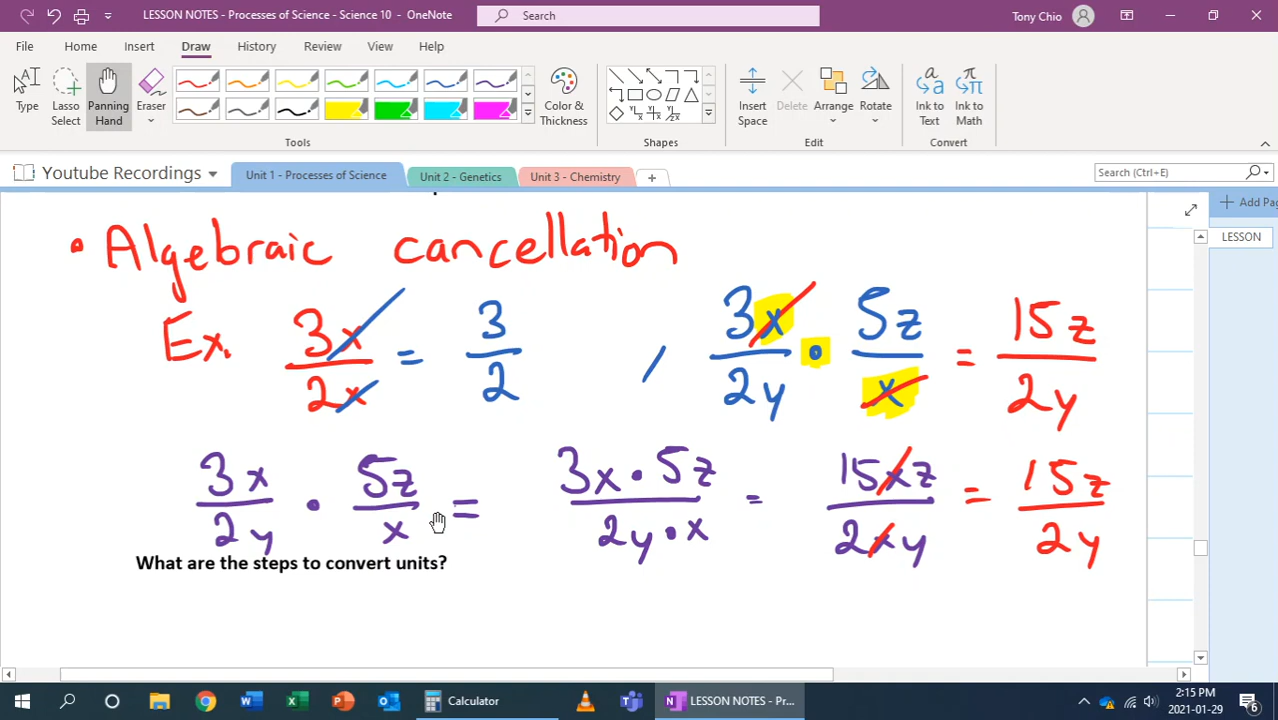 LESSON NOTES - Processes of Science - Science 10 - OneNote
Search
Tony Chio
File Home Insert Draw History Review View Help
Type
Lasso Select
Panning Hand
Eraser
Color & Thickness
Insert Space
Delete
Arrange
Rotate
Ink to Text
Ink to Math
Tools Shapes Edit Convert
Youtube Recordings
Unit 1 - Processes of Science
Unit 2 - Genetics
Unit 3 - Chemistry
Search (Ctrl+E)
Add Pag
LESSON
• Algebraic cancellation
Ex. 3x/2x = 3/2 / 3x/2y • 5z/x = 15z/2y
3x/2y • 5z/x = 3x • 5z/2y • x = 15xz/2xy = 15z/2y
What are the steps to convert units?
Calculator
LESSON NOTES - Pr...
2:15 PM
2021-01-29
6